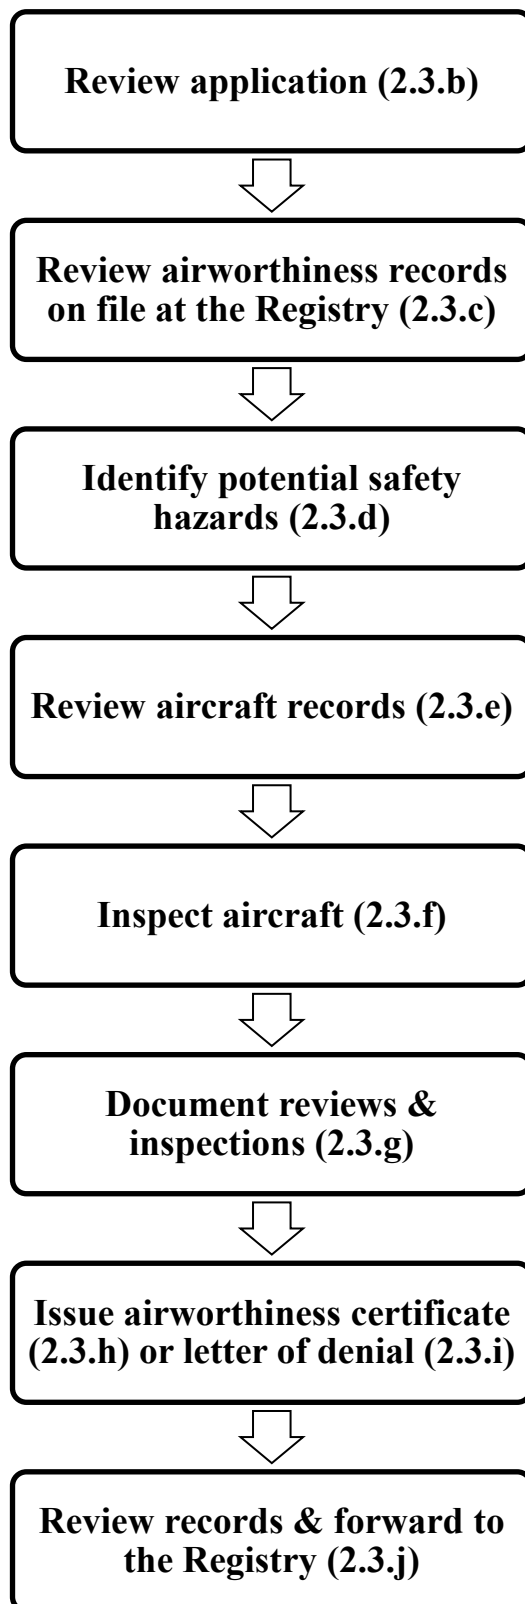 Review application (2.3.b)
Review airworthiness records
on file at the Registry (2.3.c)
Identify potential safety
hazards (2.3.d)
Review aircraft records (2.3.e)
Inspect aircraft (2.3.f)
Document reviews &
inspections (2.3.g)
Issue airworthiness certificate
(2.3.h) or letter of denial (2.3.i)
Review records & forward to
the Registry (2.3.j)